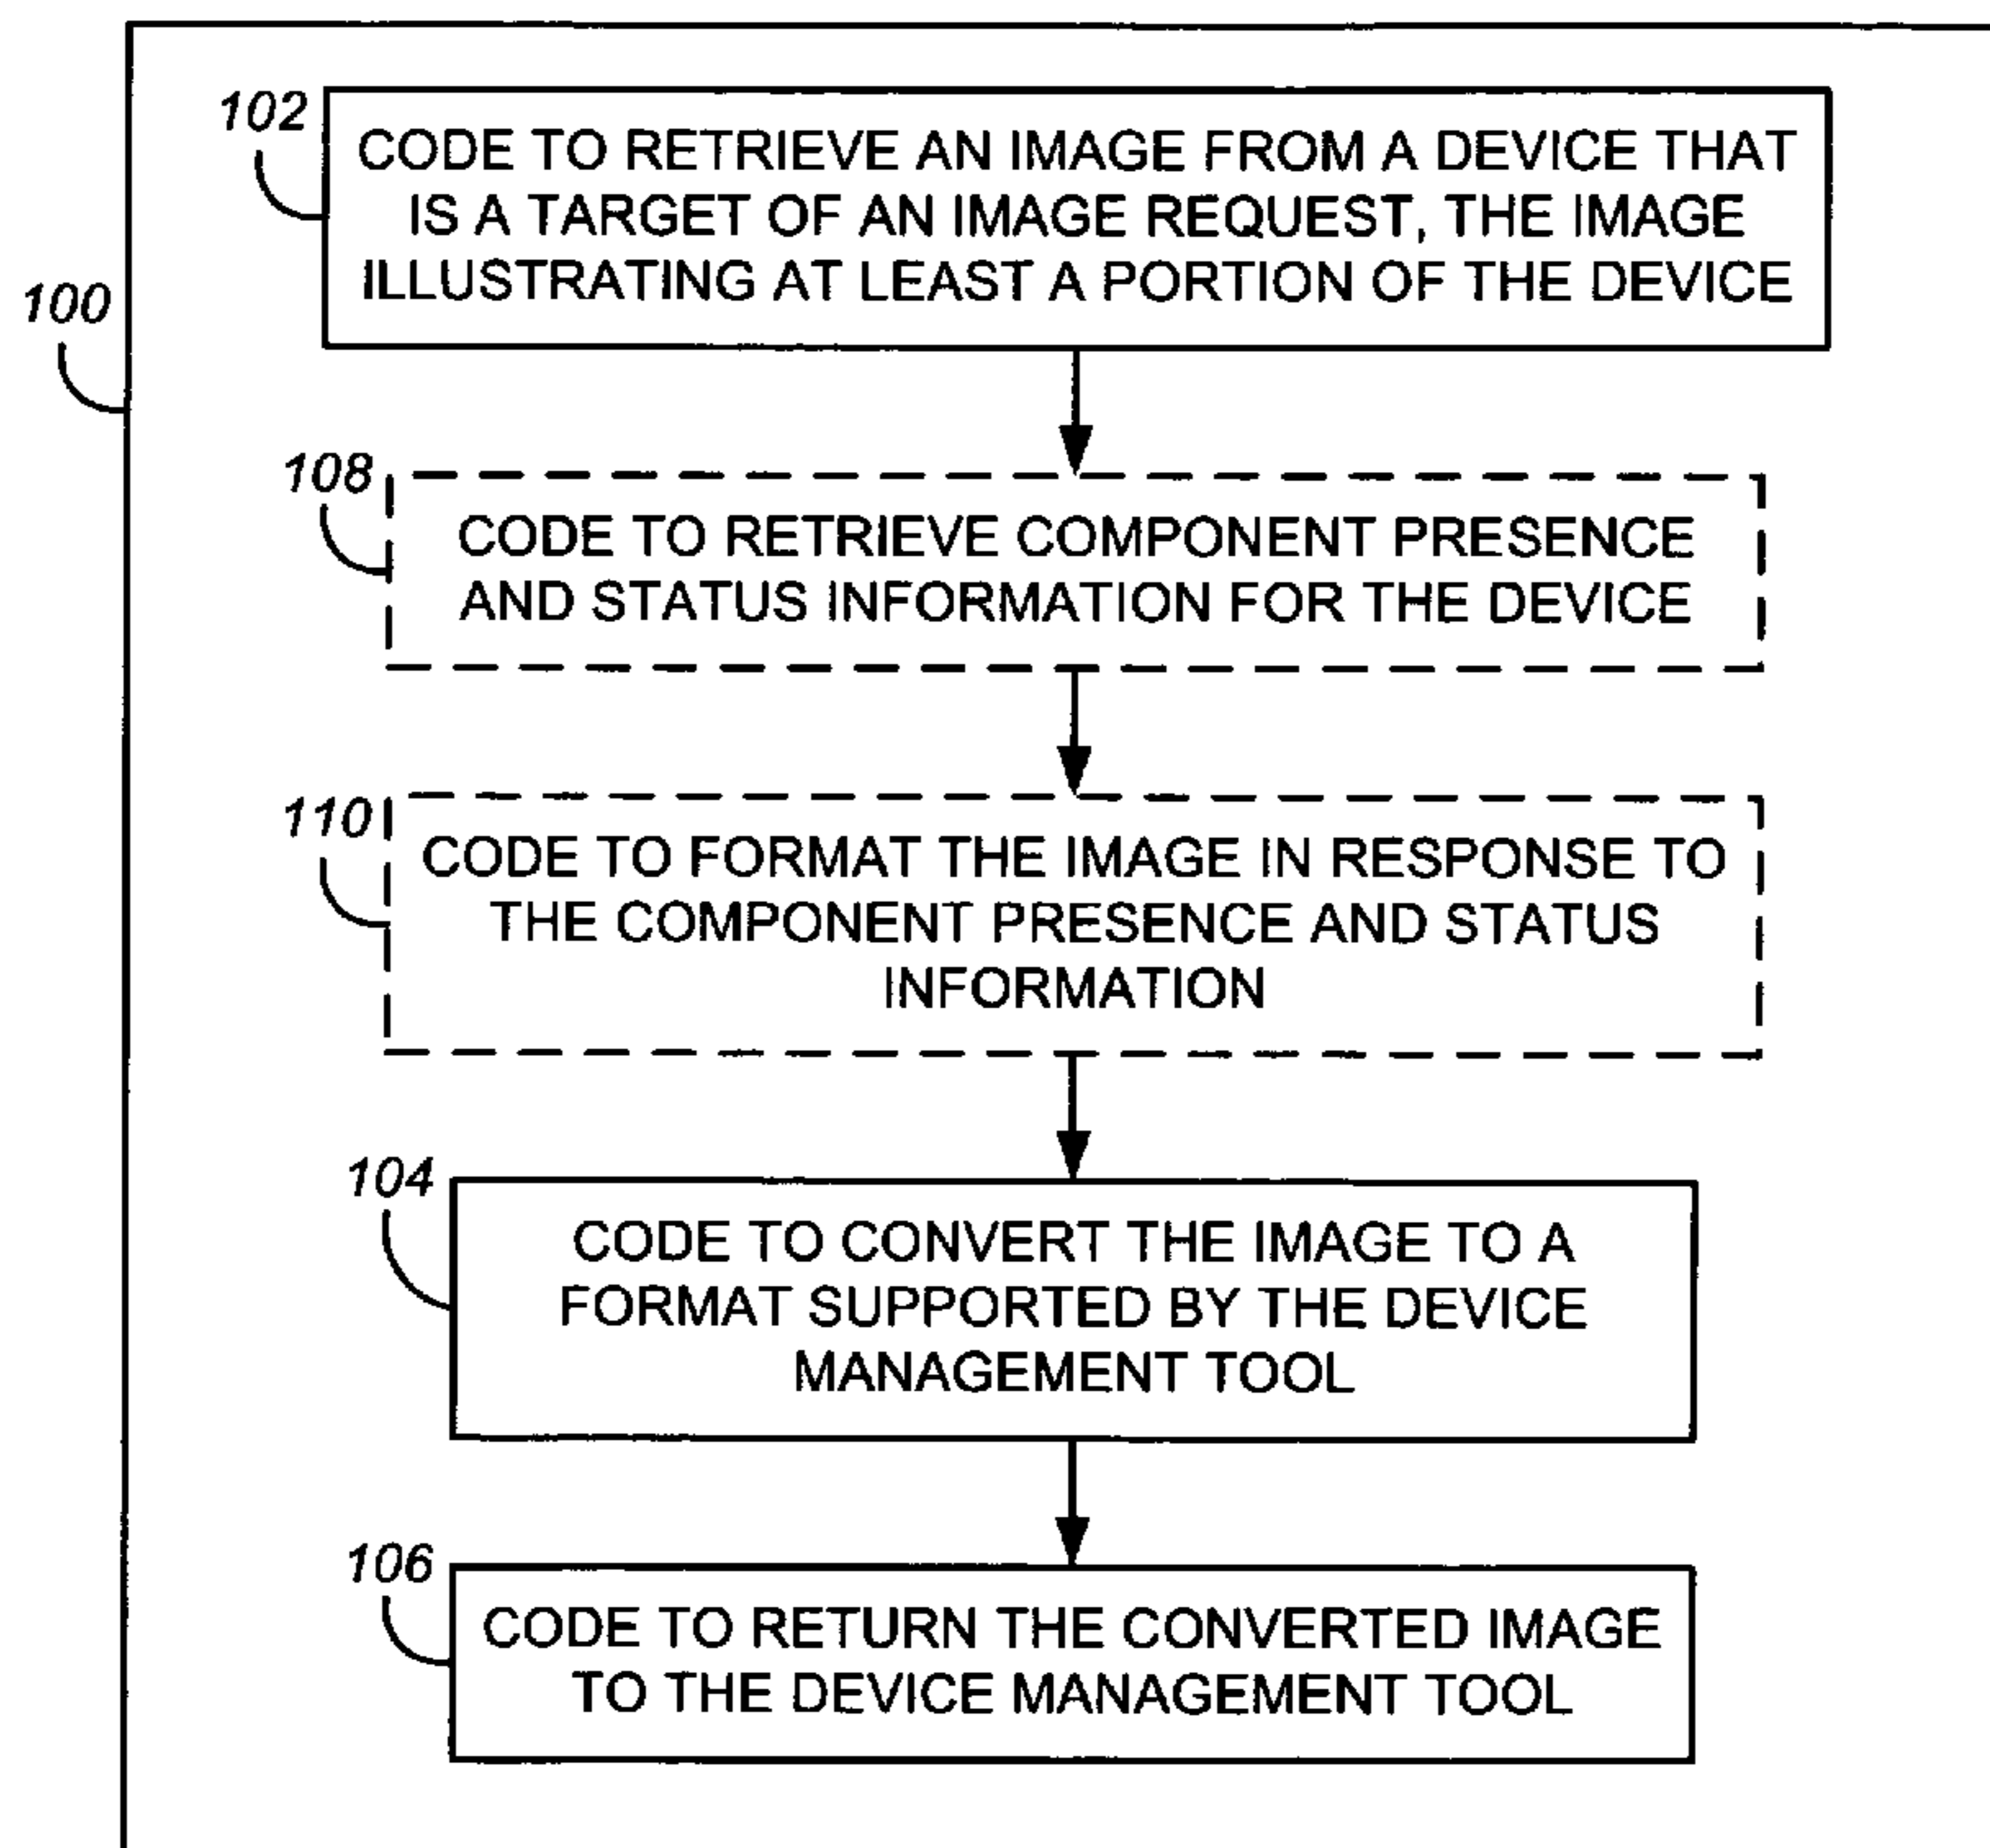 102
CODE TO RETRIEVE AN IMAGE FROM A DEVICE THAT
IS A TARGET OF AN IMAGE REQUEST, THE IMAGE
ILLUSTRATING AT LEAST A PORTION OF THE DEVICE
100
108
CODE TO RETRIEVE COMPONENT PRESENCE
AND STATUS INFORMATION FOR THE DEVICE
110
CODE TO FORMAT THE IMAGE IN RESPONSE TO
THE COMPONENT PRESENCE AND STATUS
INFORMATION
104
CODE TO CONVERT THE IMAGE TO A
FORMAT SUPPORTED BY THE DEVICE
MANAGEMENT TOOL
106
CODE TO RETURN THE CONVERTED IMAGE
TO THE DEVICE MANAGEMENT TOOL